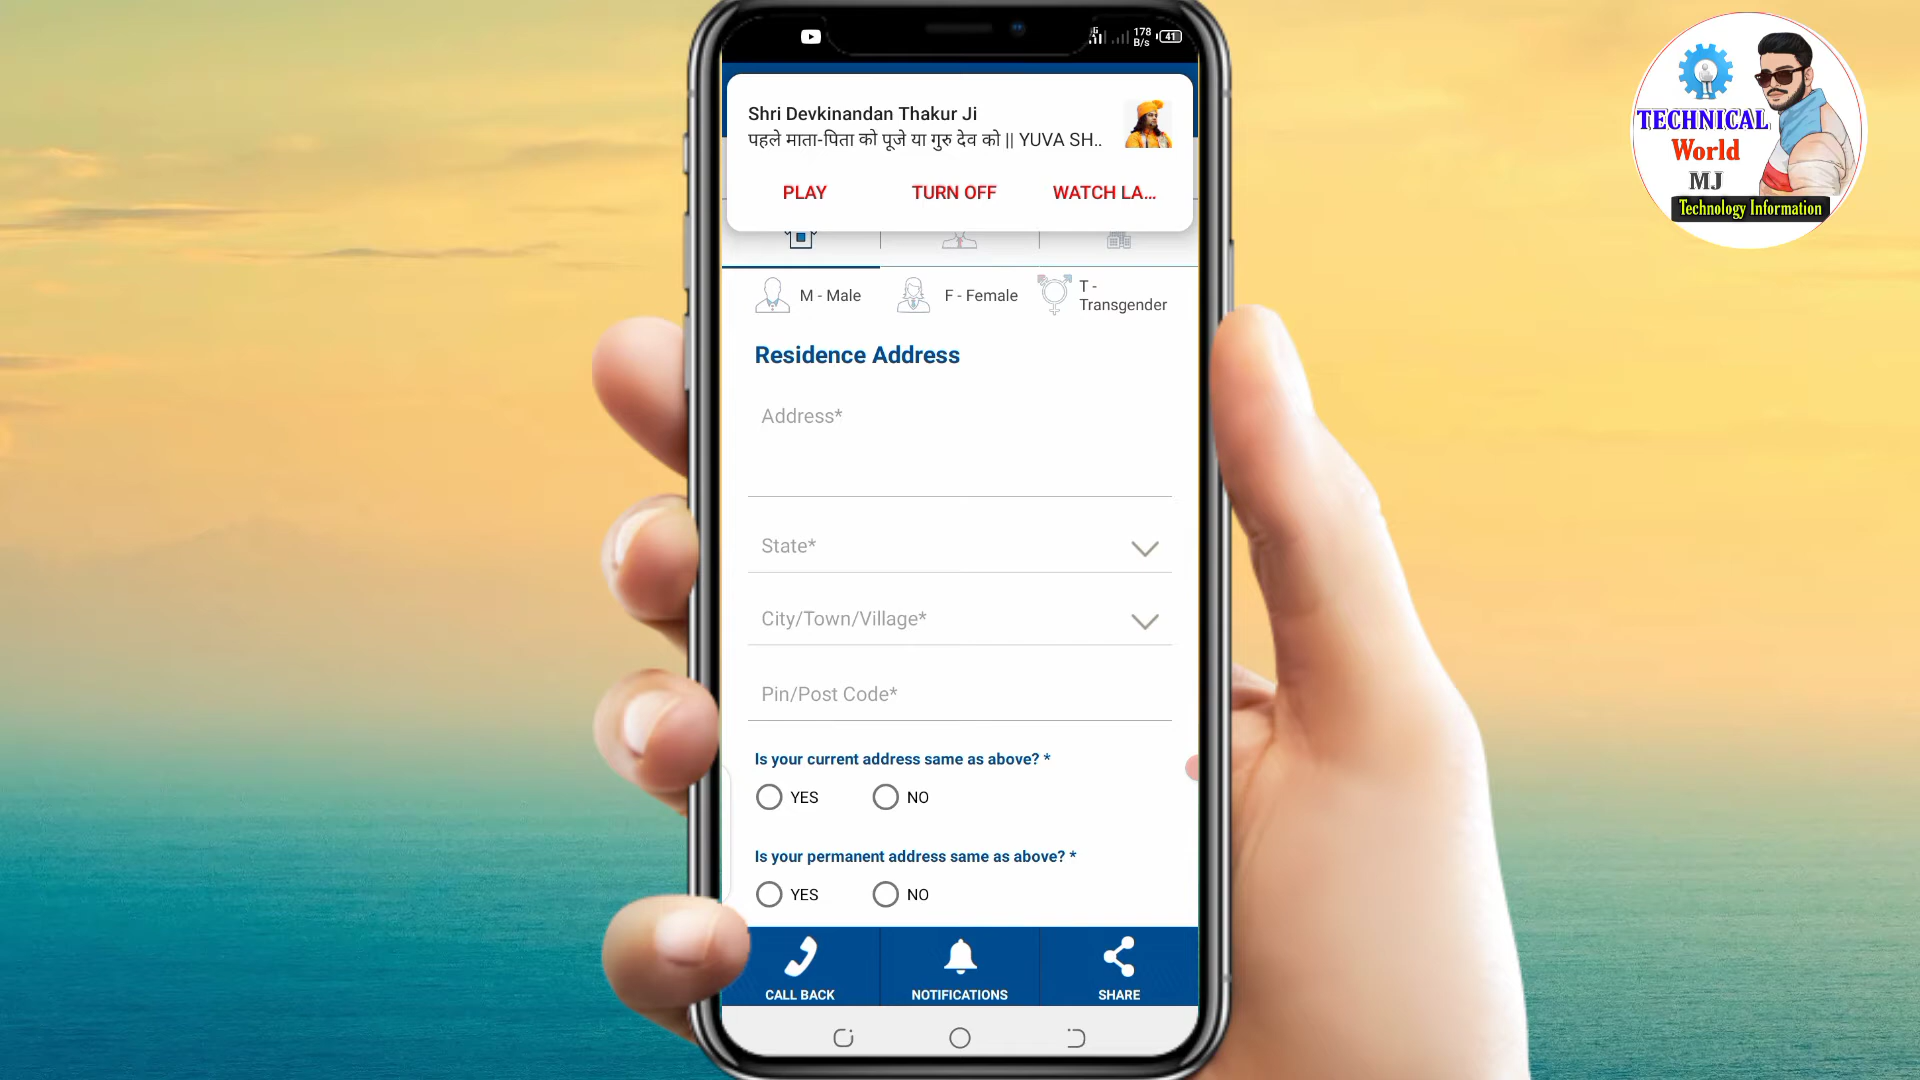 178
B/s
41
Shri Devkinandan Thakur Ji
पहले माता-पिता को पूजे या गुरु देव को || YUVA SH..
PLAY
TURN OFF
WATCH LA...
M - Male
F - Female
T -
Transgender
Residence Address
Address*
State*
City/Town/Village*
Pin/Post Code*
Is your current address same as above? *
YES
NO
Is your permanent address same as above? *
YES
NO
CALL BACK
NOTIFICATIONS
SHARE
TECHNICAL
World
MJ
Technology Information